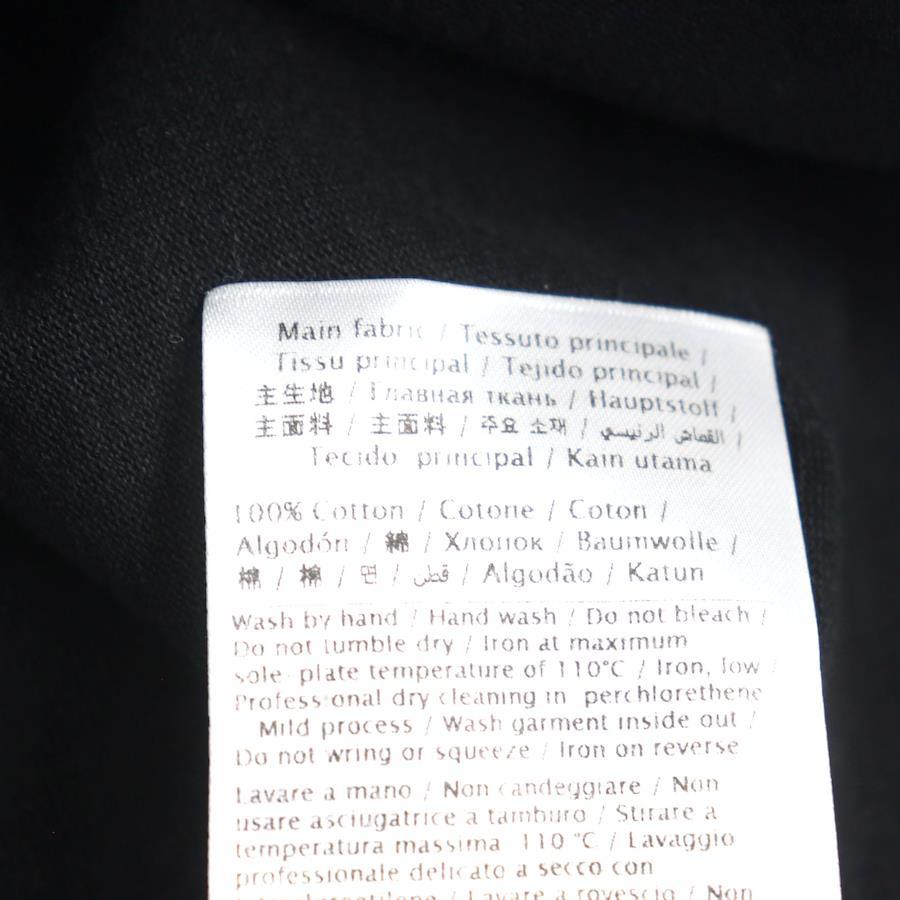 Main fabric / Tessuto principale /
Tissu principal / Tejido principal /
主生地 / Главная ткань / Hauptstoff /
主面料 / 主面料 / 주요 소재 / القماش الرئيسي /
Tecido principal / Kain utama
100% Cotton / Cotone / Coton /
Algodón / 綿 / Хлопок / Baumwolle /
棉 / 棉 / 면 / قطن / Algodão / Katun
Wash by hand / Hand wash / Do not bleach /
Do not tumble dry / Iron at maximum
sole-plate temperature of 110°C / Iron, low /
Professional dry cleaning in perchlorethene
Mild process / Wash garment inside out /
Do not wring or squeeze / Iron on reverse
Lavare a mano / Non candeggiare / Non
usare asciugatrice a tamburo / Stirare a
temperatura massima 110 °C / Lavaggio
professionale delicato a secco con
/ Lavare a rovescio / Non